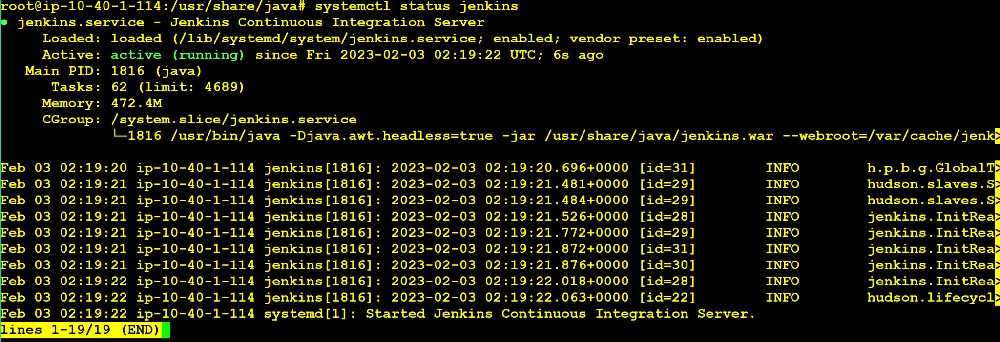 root@ip-10-40-1-114:/usr/share/java# systemctl status jenkins
● jenkins.service - Jenkins Continuous Integration Server
     Loaded: loaded (/lib/systemd/system/jenkins.service; enabled; vendor preset: enabled)
     Active: active (running) since Fri 2023-02-03 02:19:22 UTC; 6s ago
   Main PID: 1816 (java)
      Tasks: 62 (limit: 4689)
     Memory: 472.4M
     CGroup: /system.slice/jenkins.service
             └─1816 /usr/bin/java -Djava.awt.headless=true -jar /usr/share/java/jenkins.war --webroot=/var/cache/jenk>
Feb 03 02:19:20 ip-10-40-1-114 jenkins[1816]: 2023-02-03 02:19:20.696+0000 [id=31]        INFO        h.p.b.g.GlobalT>
Feb 03 02:19:21 ip-10-40-1-114 jenkins[1816]: 2023-02-03 02:19:21.481+0000 [id=29]        INFO        hudson.slaves.S>
Feb 03 02:19:21 ip-10-40-1-114 jenkins[1816]: 2023-02-03 02:19:21.484+0000 [id=29]        INFO        hudson.slaves.S>
Feb 03 02:19:21 ip-10-40-1-114 jenkins[1816]: 2023-02-03 02:19:21.526+0000 [id=28]        INFO        jenkins.InitRea>
Feb 03 02:19:21 ip-10-40-1-114 jenkins[1816]: 2023-02-03 02:19:21.772+0000 [id=29]        INFO        jenkins.InitRea>
Feb 03 02:19:21 ip-10-40-1-114 jenkins[1816]: 2023-02-03 02:19:21.872+0000 [id=31]        INFO        jenkins.InitRea>
Feb 03 02:19:21 ip-10-40-1-114 jenkins[1816]: 2023-02-03 02:19:21.876+0000 [id=30]        INFO        jenkins.InitRea>
Feb 03 02:19:22 ip-10-40-1-114 jenkins[1816]: 2023-02-03 02:19:22.018+0000 [id=28]        INFO        jenkins.InitRea>
Feb 03 02:19:22 ip-10-40-1-114 jenkins[1816]: 2023-02-03 02:19:22.063+0000 [id=22]        INFO        hudson.lifecycl>
Feb 03 02:19:22 ip-10-40-1-114 systemd[1]: Started Jenkins Continuous Integration Server.
lines 1-19/19 (END)